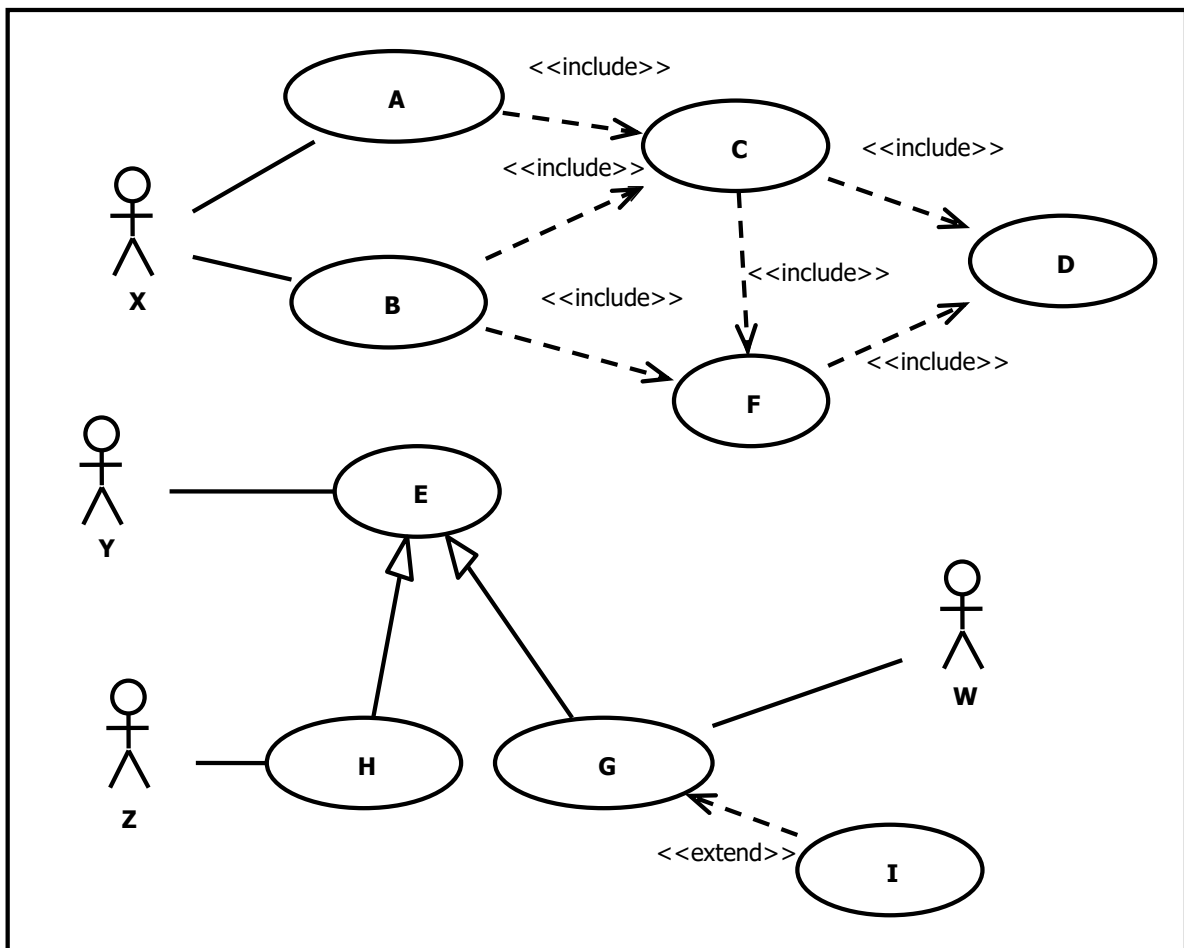 <<include>>
A
C
<<include>>
<<include>>
X
B
<<include>>
<<include>>
D
<<include>>
F
E
Y
W
Z
H
G
<<extend>>
I